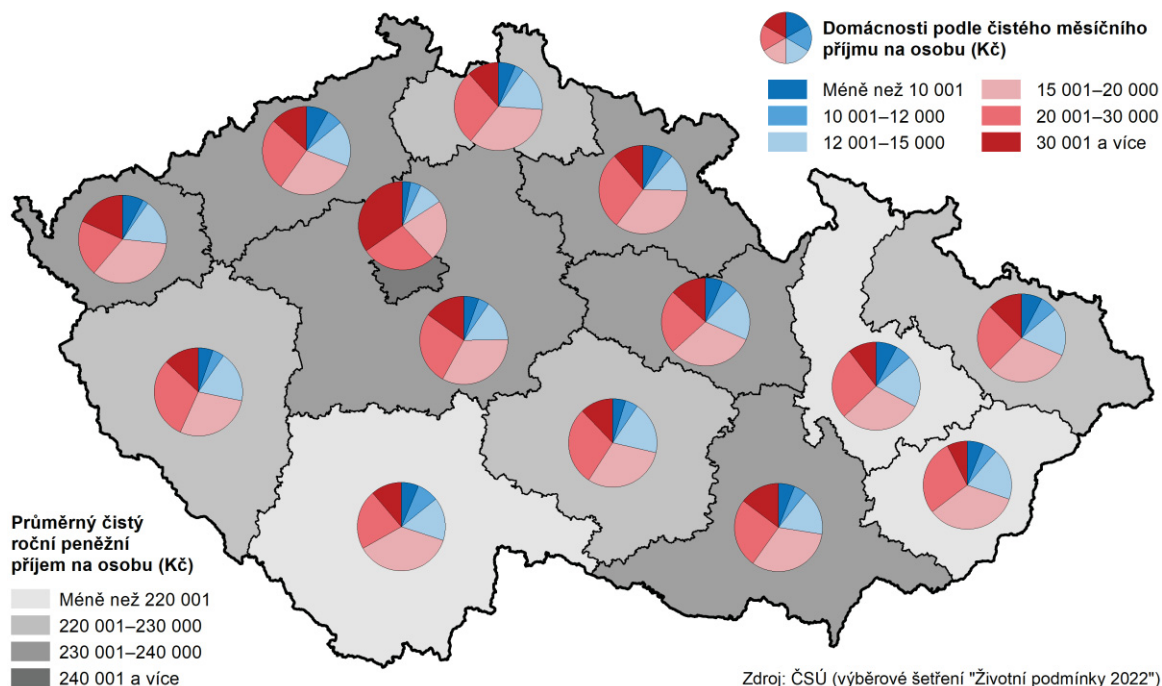 Domácnosti podle čistého měsíčního
příjmu na osobu (Kč)
Méně než 10 001
10 001–12 000
12 001–15 000
15 001–20 000
20 001–30 000
30 001 a více
Průměrný čistý
roční peněžní
příjem na osobu (Kč)
Méně než 220 001
220 001–230 000
230 001–240 000
240 001 a více
Zdroj: ČSÚ (výběrové šetření "Životní podmínky 2022")